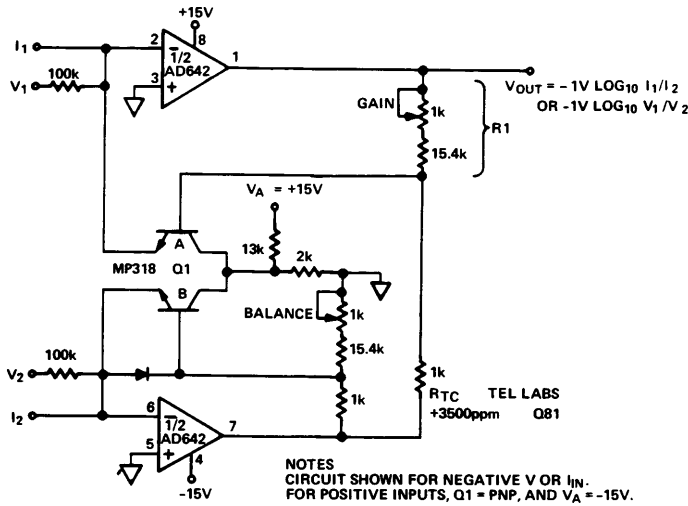 +15V
I1
2
8
1/2
AD642
1
100k
V1
3
+
VOUT = – 1V LOG10 I1/I2
OR -1V LOG10 V1/V2
GAIN
1k
R1
15.4k
VA = +15V
A
13k
2k
MP318 Q1
B
BALANCE
1k
15.4k
100k
V2
1k
1k
RTC TEL LABS
+3500ppm Q81
I2
6
1/2
AD642
7
5
+
4
-15V
NOTES
CIRCUIT SHOWN FOR NEGATIVE V OR IIN.
FOR POSITIVE INPUTS, Q1 = PNP, AND VA = -15V.